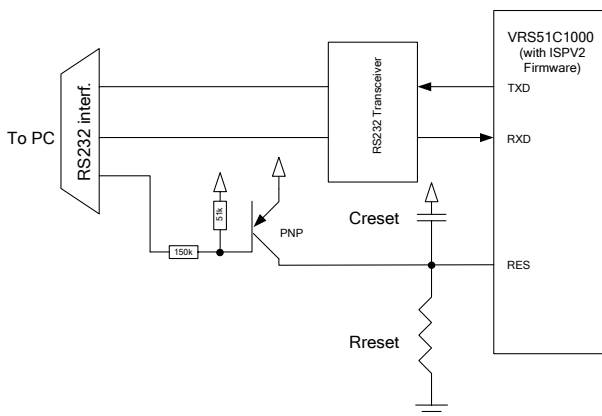 VRS51C1000
(with ISPV2
Firmware)
TXD
RS232 Transceiver
RS232 interf.
To PC
RXD
51k
Creset
PNP
150k
RES
Rreset